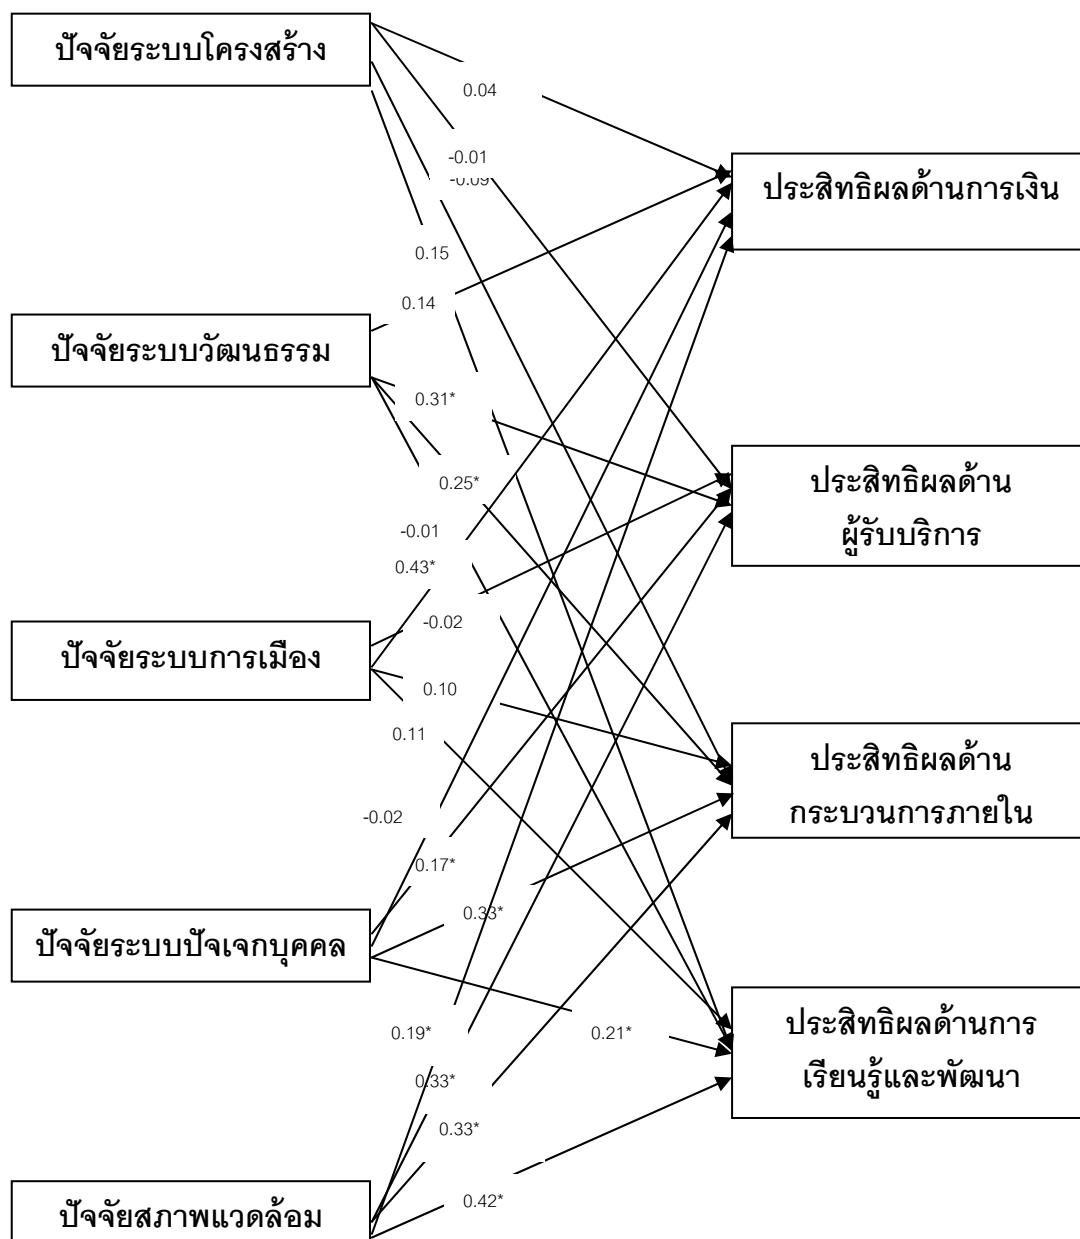 ปัจจัยระบบโครงสร้าง
0.04
-0.01
-0.09
ประสิทธิผลด้านการเงิน
0.15
0.14
ปัจจัยระบบวัฒนธรรม
0.31*
0.25*
ประสิทธิผลด้าน
ผู้รับบริการ
-0.01
0.43*
-0.02
ปัจจัยระบบการเมือง
0.10
0.11
ประสิทธิผลด้าน
กระบวนการภายใน
-0.02
0.17*
0.33*
ปัจจัยระบบปัจเจกบุคคล
0.19*
0.21*
ประสิทธิผลด้านการ
เรียนรู้และพัฒนา
0.33*
0.33*
0.42*
ปัจจัยสภาพแวดล้อม